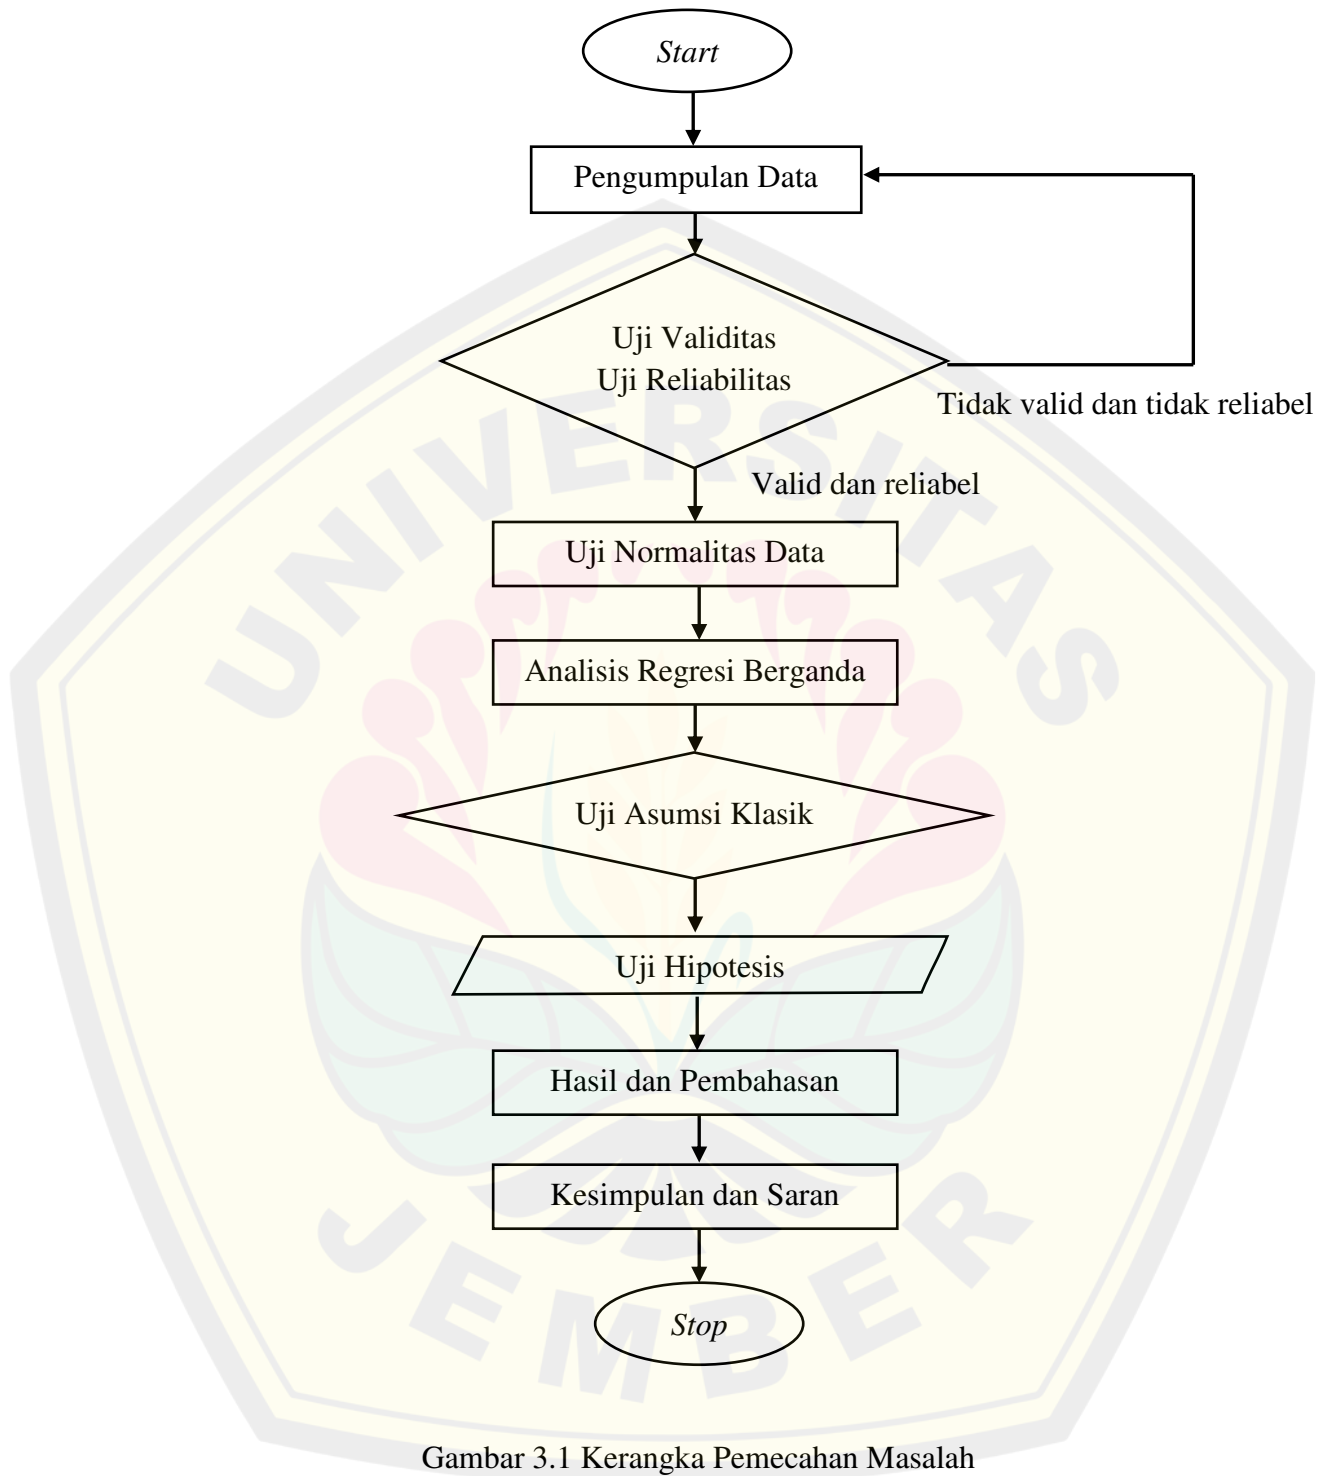 Start
Pengumpulan Data
Uji Validitas
Uji Reliabilitas
Tidak valid dan tidak reliabel
Valid dan reliabel
Uji Normalitas Data
Analisis Regresi Berganda
Uji Asumsi Klasik
Uji Hipotesis
Hasil dan Pembahasan
Kesimpulan dan Saran
Stop
Gambar 3.1 Kerangka Pemecahan Masalah
UNIVERSITAS
JEMBER